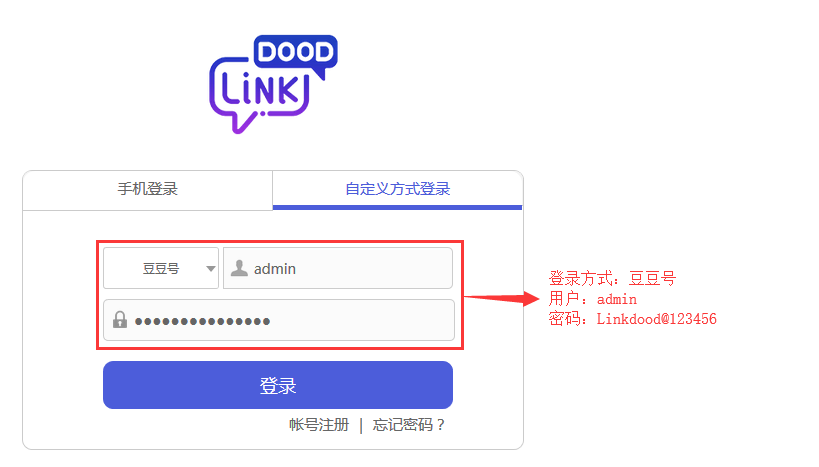 DOOD
LiNK
手机登录
自定义方式登录
豆豆号
admin
登录
帐号注册 | 忘记密码？
登录方式：豆豆号
用户：admin
密码：Linkdood@123456